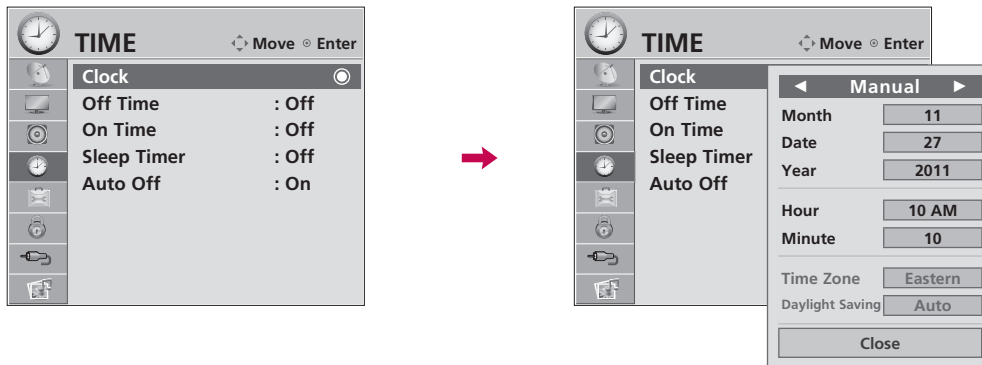 TIME Move Enter
Clock
Off Time : Off
On Time : Off
Sleep Timer : Off
Auto Off : On
TIME Move Enter
Clock
Off Time
On Time
Sleep Timer
Auto Off
◄ Manual ►
Month 11
Date 27
Year 2011
Hour 10 AM
Minute 10
Time Zone Eastern
Daylight Saving Auto
Close